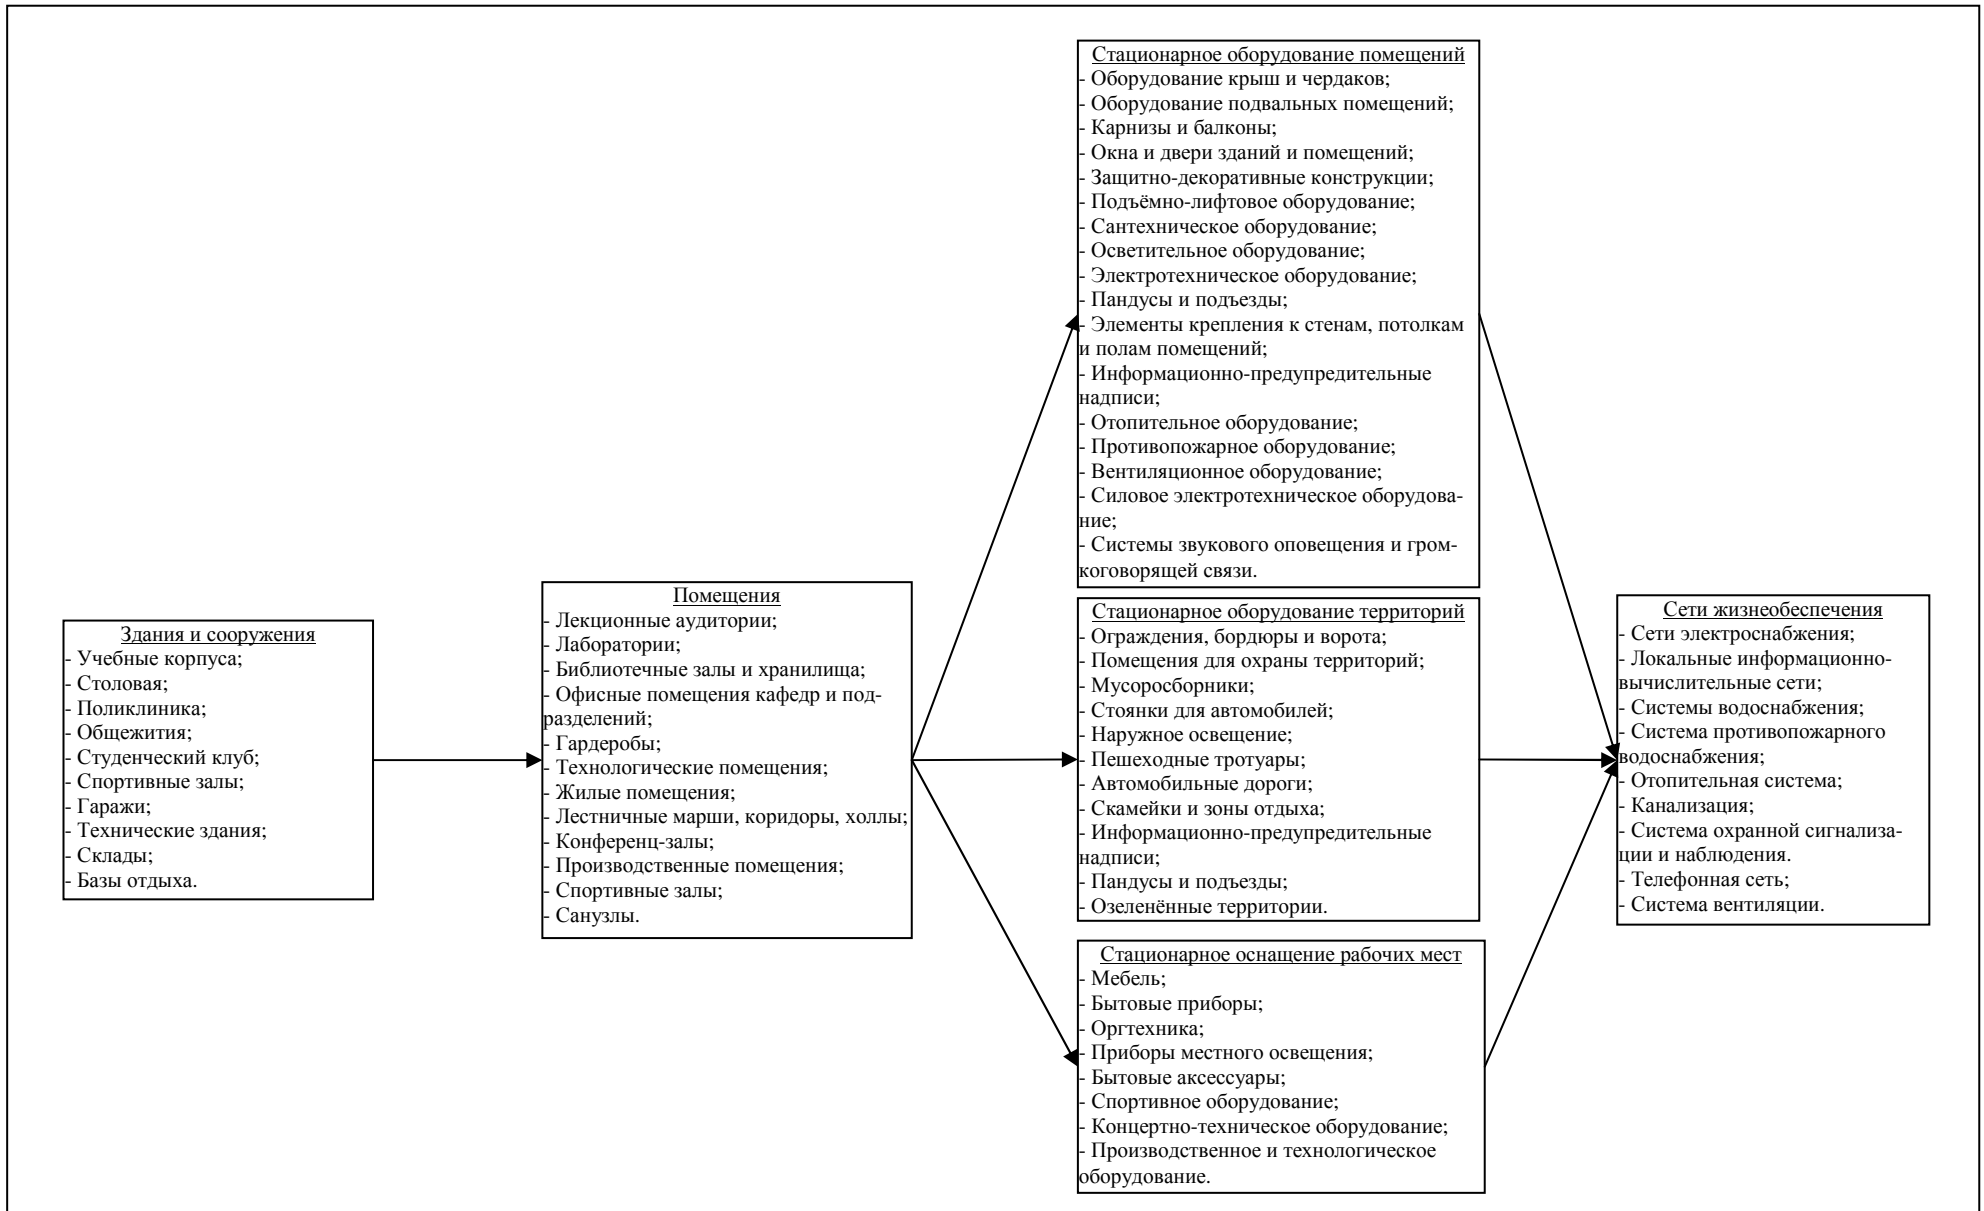 Здания и сооружения
- Учебные корпуса;
- Столовая;
- Поликлиника;
- Общежития;
- Студенческий клуб;
- Спортивные залы;
- Гаражи;
- Технические здания;
- Склады;
- Базы отдыха.
Помещения
- Лекционные аудитории;
- Лаборатории;
- Библиотечные залы и хранилища;
- Офисные помещения кафедр и под-
разделений;
- Гардеробы;
- Технологические помещения;
- Жилые помещения;
- Лестничные марши, коридоры, холлы;
- Конференц-залы;
- Производственные помещения;
- Спортивные залы;
- Санузлы.
Стационарное оборудование помещений
- Оборудование крыш и чердаков;
- Оборудование подвальных помещений;
- Карнизы и балконы;
- Окна и двери зданий и помещений;
- Защитно-декоративные конструкции;
- Подъёмно-лифтовое оборудование;
- Сантехническое оборудование;
- Осветительное оборудование;
- Электротехническое оборудование;
- Пандусы и подъезды;
- Элементы крепления к стенам, потолкам
и полам помещений;
- Информационно-предупредительные
надписи;
- Отопительное оборудование;
- Противопожарное оборудование;
- Вентиляционное оборудование;
- Силовое электротехническое оборудова-
ние;
- Системы звукового оповещения и гром-
коговорящей связи.
Стационарное оборудование территорий
- Ограждения, бордюры и ворота;
- Помещения для охраны территорий;
- Мусоросборники;
- Стоянки для автомобилей;
- Наружное освещение;
- Пешеходные тротуары;
- Автомобильные дороги;
- Скамейки и зоны отдыха;
- Информационно-предупредительные
надписи;
- Пандусы и подъезды;
- Озеленённые территории.
Стационарное оснащение рабочих мест
- Мебель;
- Бытовые приборы;
- Оргтехника;
- Приборы местного освещения;
- Бытовые аксессуары;
- Спортивное оборудование;
- Концертно-техническое оборудование;
- Производственное и технологическое
оборудование.
Сети жизнеобеспечения
- Сети электроснабжения;
- Локальные информационно-
вычислительные сети;
- Системы водоснабжения;
- Система противопожарного
водоснабжения;
- Отопительная система;
- Канализация;
- Система охранной сигнализа-
ции и наблюдения.
- Телефонная сеть;
- Система вентиляции.